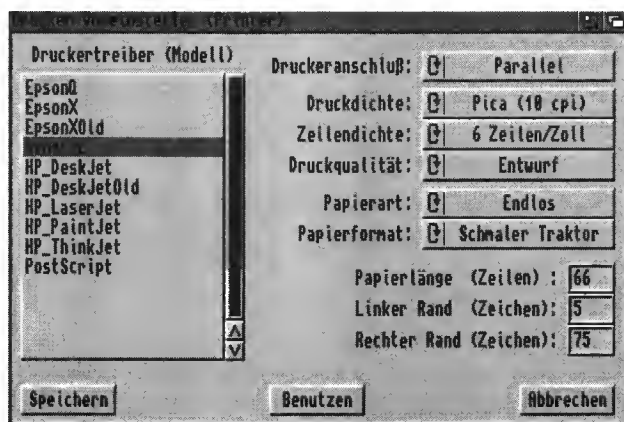 (Printer)
Druckertreiber (Modell)
EpsonQ
EpsonX
EpsonXOld
HP_DeskJet
HP_DeskJetOld
HP_LaserJet
HP_PaintJet
HP_ThinkJet
PostScript
Druckeranschluß: Parallel
Druckdichte: Pica (10 cpi)
Zeilendichte: 6 Zeilen/Zoll
Druckqualität: Entwurf
Papierart: Endlos
Papierformat: Schmaler Traktor
Papierlänge (Zeilen) : 66
Linker Rand (Zeichen): 5
Rechter Rand (Zeichen): 75
Speichern
Benutzen
Abbrechen